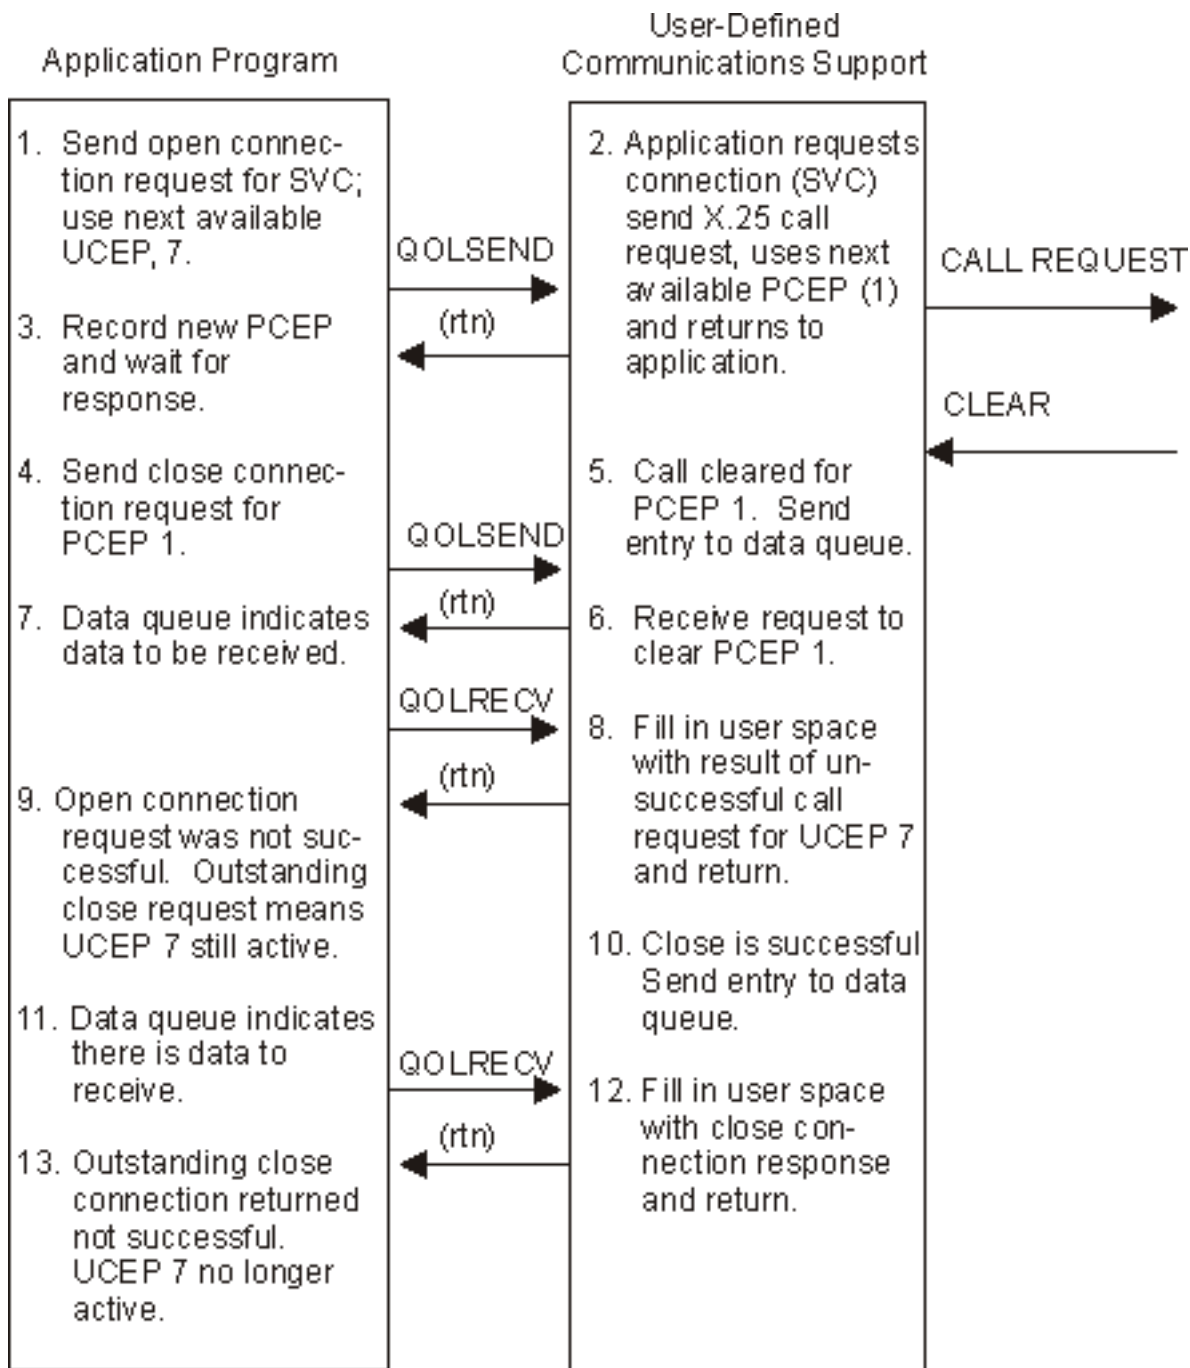 Application Program
User-Defined
Communications Support
1. Send open connec-
tion request for SVC;
use next available
UCEP, 7.
QOLSEND
(rtn)
2. Application requests
connection (SVC)
send X.25 call
request, uses next
available PCEP (1)
and returns to
application.
CALL REQUEST
3. Record new PCEP
and wait for
response.
CLEAR
4. Send close connec-
tion request for
PCEP 1.
QOLSEND
(rtn)
5. Call cleared for
PCEP 1. Send
entry to data queue.
6. Receive request to
clear PCEP 1.
7. Data queue indicates
data to be received.
QOLRECV
(rtn)
8. Fill in user space
with result of un-
successful call
request for UCEP 7
and return.
9. Open connection
request was not suc-
cessful. Outstanding
close request means
UCEP 7 still active.
10. Close is successful
Send entry to data
queue.
11. Data queue indicates
there is data to
receive.
QOLRECV
(rtn)
12. Fill in user space
with close con-
nection response
and return.
13. Outstanding close
connection returned
not successful.
UCEP 7 no longer
active.